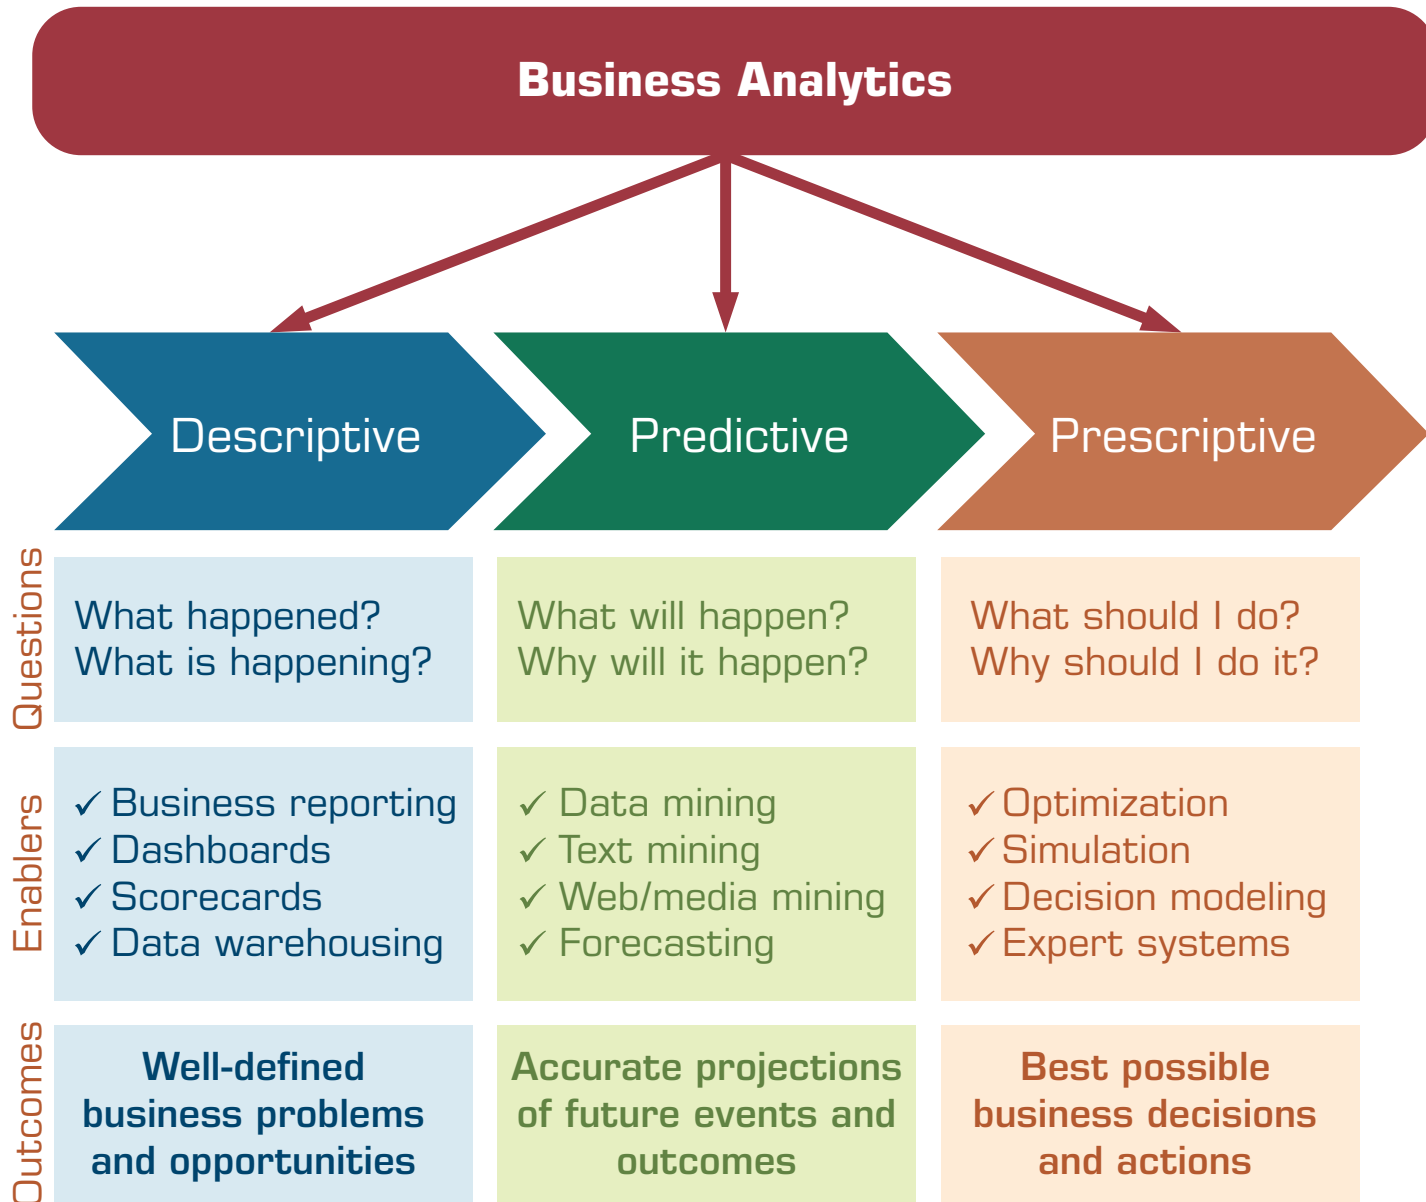 Business Analytics
Descriptive
Predictive
Prescriptive
Questions
What happened?
What is happening?
What will happen?
Why will it happen?
What should I do?
Why should I do it?
Enablers
✓ Business reporting
✓ Dashboards
✓ Scorecards
✓ Data warehousing
✓ Data mining
✓ Text mining
✓ Web/media mining
✓ Forecasting
✓ Optimization
✓ Simulation
✓ Decision modeling
✓ Expert systems
Outcomes
Well-defined
business problems
and opportunities
Accurate projections
of future events and
outcomes
Best possible
business decisions
and actions